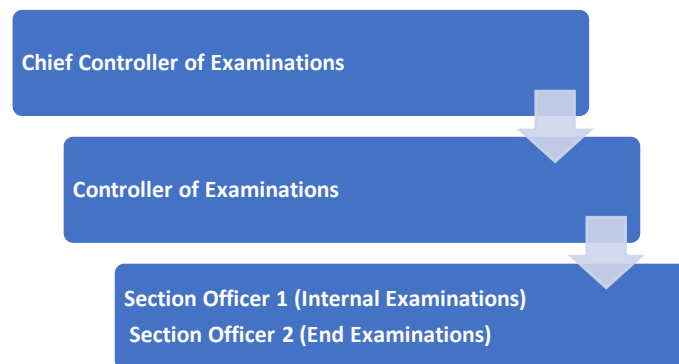 Chief Controller of Examinations
Controller of Examinations
Section Officer 1 (Internal Examinations)
Section Officer 2 (End Examinations)